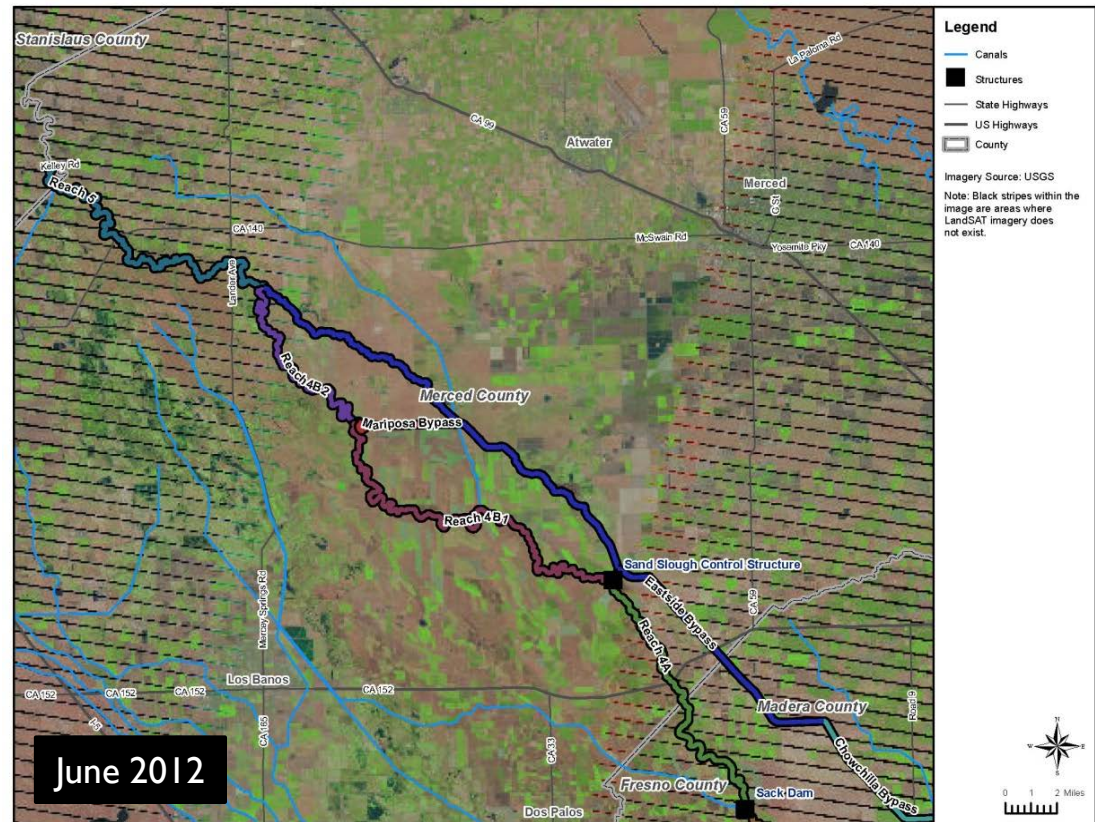 Stanislaus County
Kelley Rd
Reach 5
CA 99
Atwater
CA 59
La Paloma Rd
Merced
G St
CA 140
Lander Ave
McSwain Rd
Yosemite Pky
CA 140
Reach 4B2
Merced County
Mariposa Bypass
Reach 4B1
Sand Slough Control Structure
Eastside Bypass
CA 59
Mercey Springs Rd
Reach 4A
Los Banos
CA 152
CA 152
CA 152
CA 152
I-5
CA 165
CA 33
Madera County
Road 9
Chowchilla Bypass
Fresno County
Sack Dam
Dos Palos
June 2012
Legend
Canals
Structures
State Highways
US Highways
County
Imagery Source: USGS
Note: Black stripes within the
image are areas where
LandSAT imagery does
not exist.
N
W
E
S
0 1 2 Miles